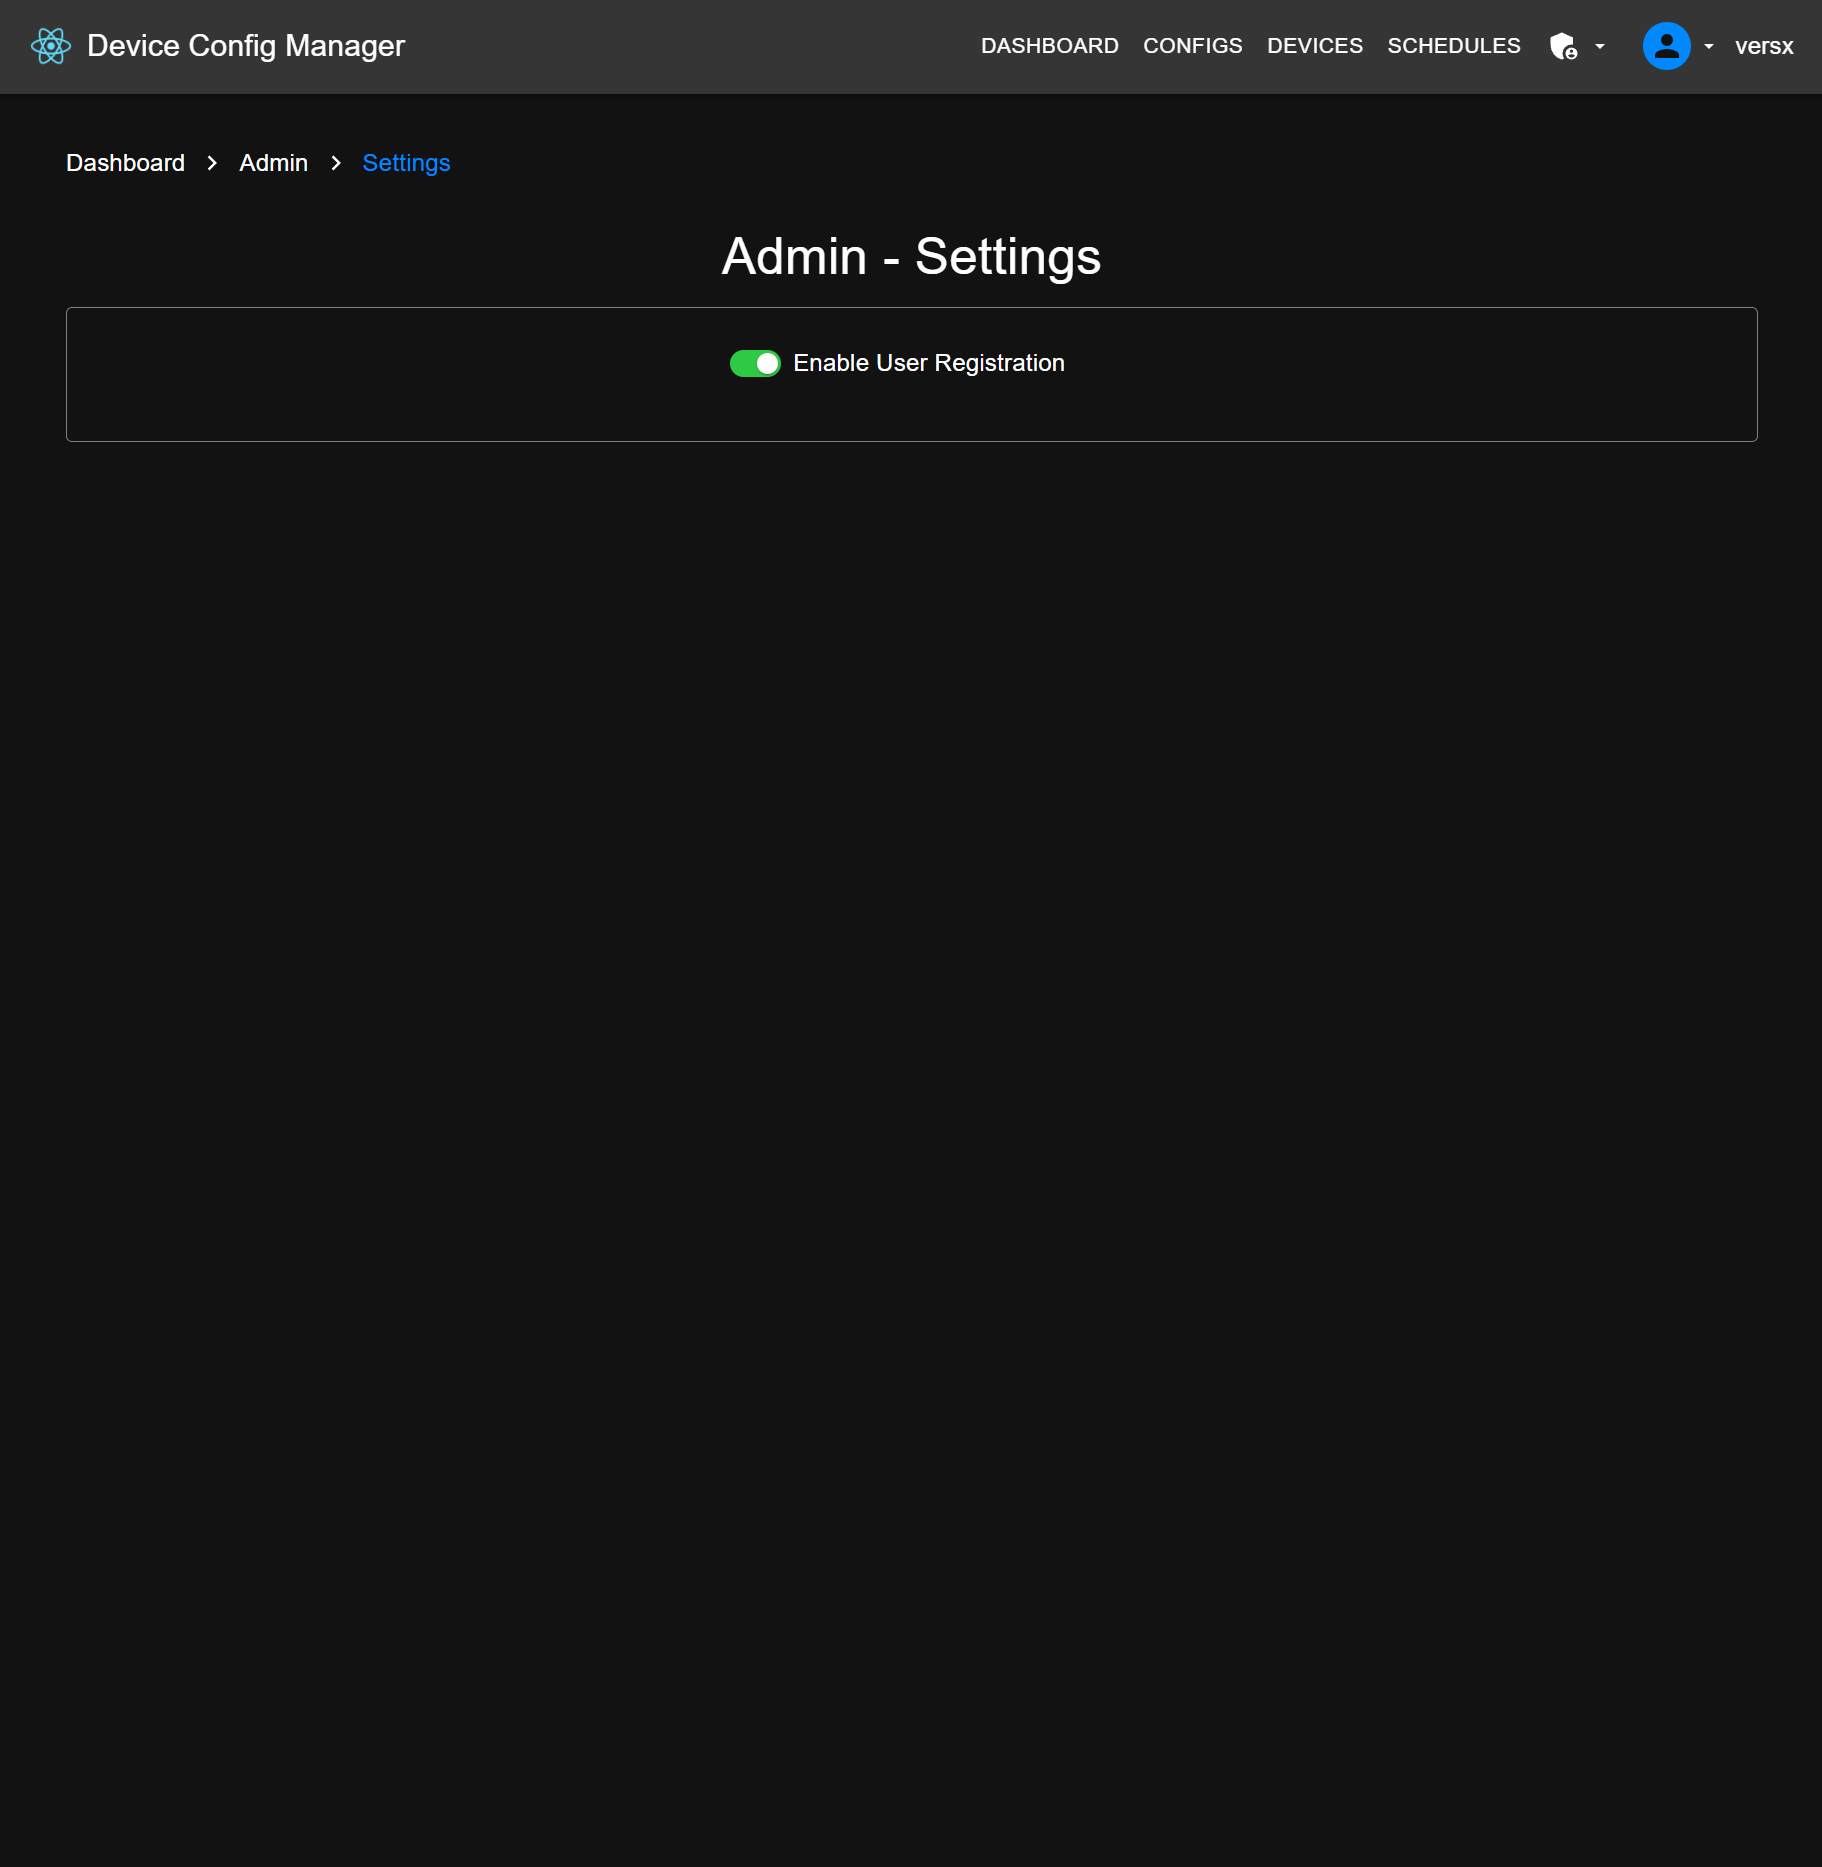 Device Config Manager DASHBOARD CONFIGS DEVICES SCHEDULES versx
Dashboard Admin Settings
Admin - Settings
Enable User Registration